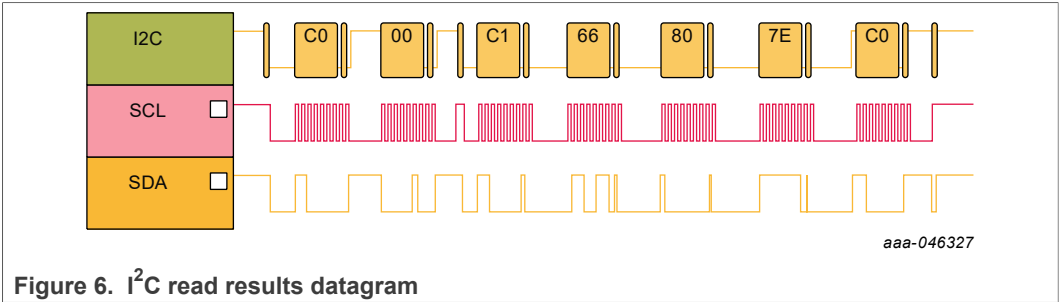 I2C C0 00 C1 66 80 7E C0
SCL
SDA
aaa-046327
Figure 6. I²C read results datagram